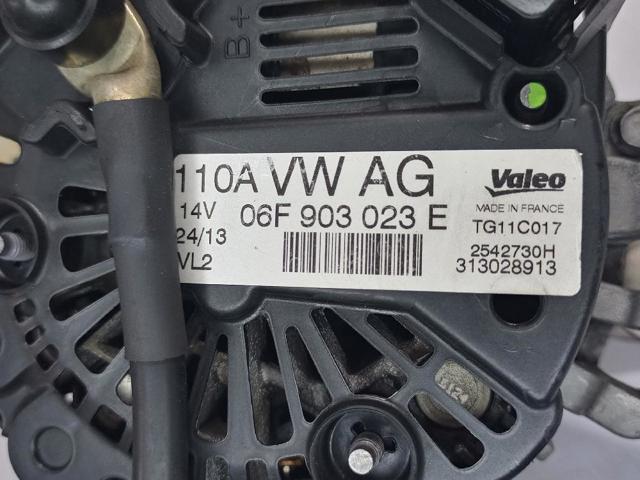 B+
110A VW AG
14V 06F 903 023 E
24/13
VL2
Valeo
MADE IN FRANCE
TG11C017
2542730H
313028913